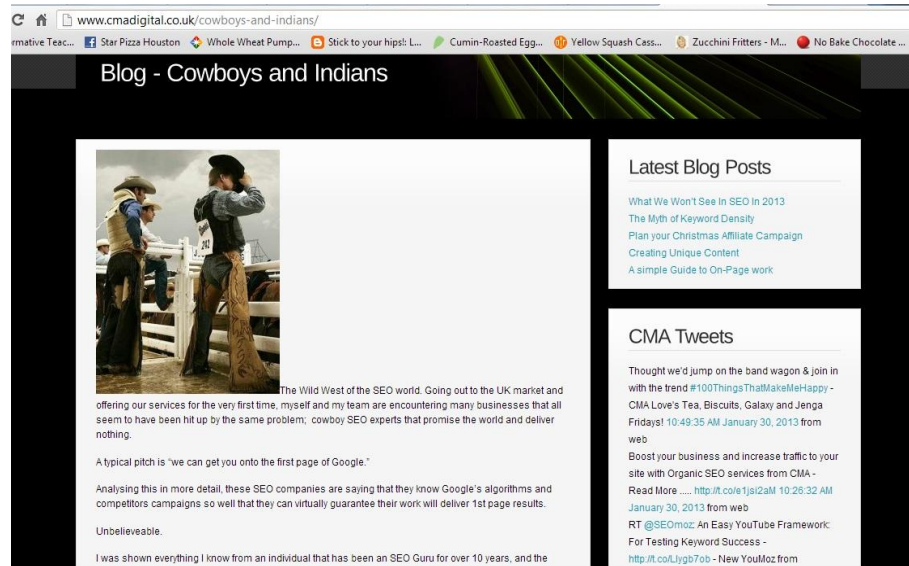 www.cmadigital.co.uk/cowboys-and-indians/
rmative Teac... Star Pizza Houston Whole Wheat Pump... Stick to your hips!: L... Cumin-Roasted Egg... Yellow Squash Cass... Zucchini Fritters - M... No Bake Chocolate ...
Blog - Cowboys and Indians
242
The Wild West of the SEO world. Going out to the UK market and
offering our services for the very first time, myself and my team are encountering many businesses that all
seem to have been hit up by the same problem; cowboy SEO experts that promise the world and deliver
nothing.
A typical pitch is “we can get you onto the first page of Google.”
Analysing this in more detail, these SEO companies are saying that they know Google’s algorithms and
competitors campaigns so well that they can virtually guarantee their work will deliver 1st page results.
Unbelieveable.
I was shown everything I know from an individual that has been an SEO Guru for over 10 years, and the
Latest Blog Posts
What We Won’t See In SEO In 2013
The Myth of Keyword Density
Plan your Christmas Affiliate Campaign
Creating Unique Content
A simple Guide to On-Page work
CMA Tweets
Thought we’d jump on the band wagon & join in
with the trend #100ThingsThatMakeMeHappy -
CMA Love's Tea, Biscuits, Galaxy and Jenga
Fridays! 10:49:35 AM January 30, 2013 from
web
Boost your business and increase traffic to your
site with Organic SEO services from CMA -
Read More ..... http://t.co/e1jsi2aM 10:26:32 AM
January 30, 2013 from web
RT @SEOmoz: An Easy YouTube Framework:
For Testing Keyword Success -
http://t.co/Llygb7ob - New YouMoz from